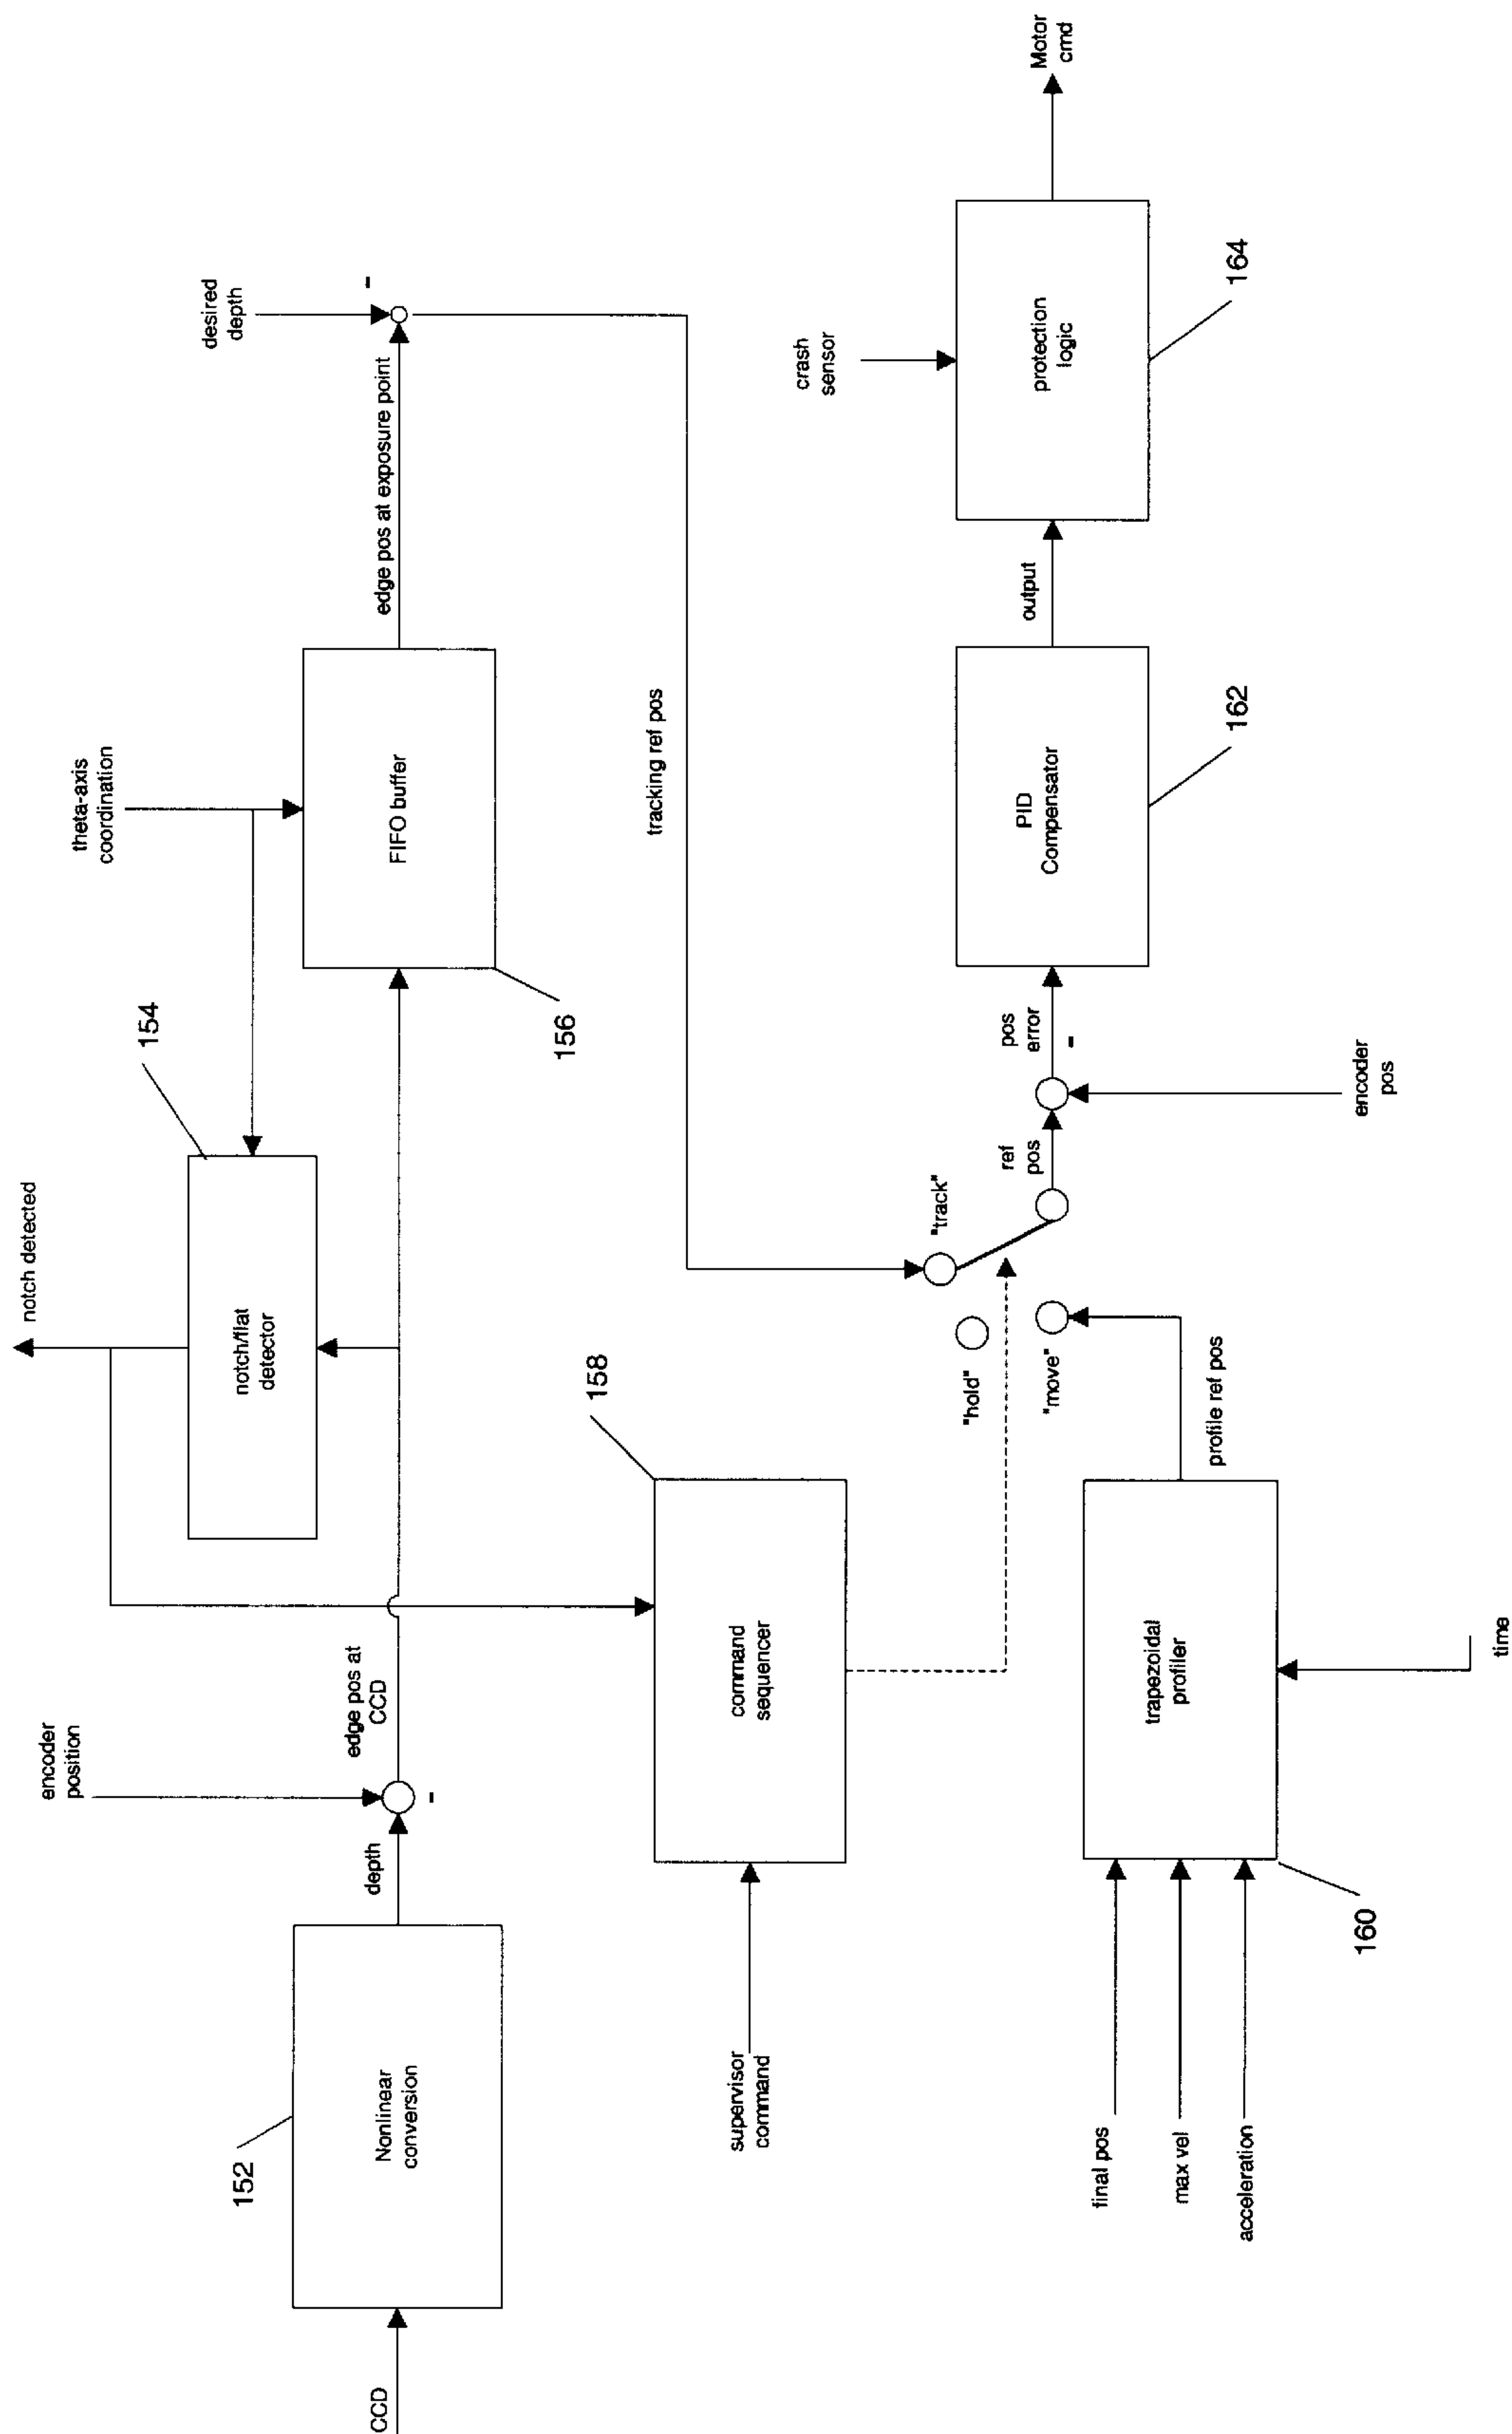 CCD
152
Nonlinear
conversion
depth
encoder
position
-
edge pos at
CCD
notch detected
notch/flat
detector
154
theta-axis
coordination
FIFO buffer
156
edge pos at exposure point
desired
depth
-
tracking ref pos
supervisor
command
command
sequencer
158
"track"
"hold"
"move"
final pos
max vel
acceleration
160
trapezoidal
profiler
time
profile ref pos
ref
pos
encoder
pos
pos
error
-
PID
Compensator
162
output
crash
sensor
protection
logic
164
Motor
cmd